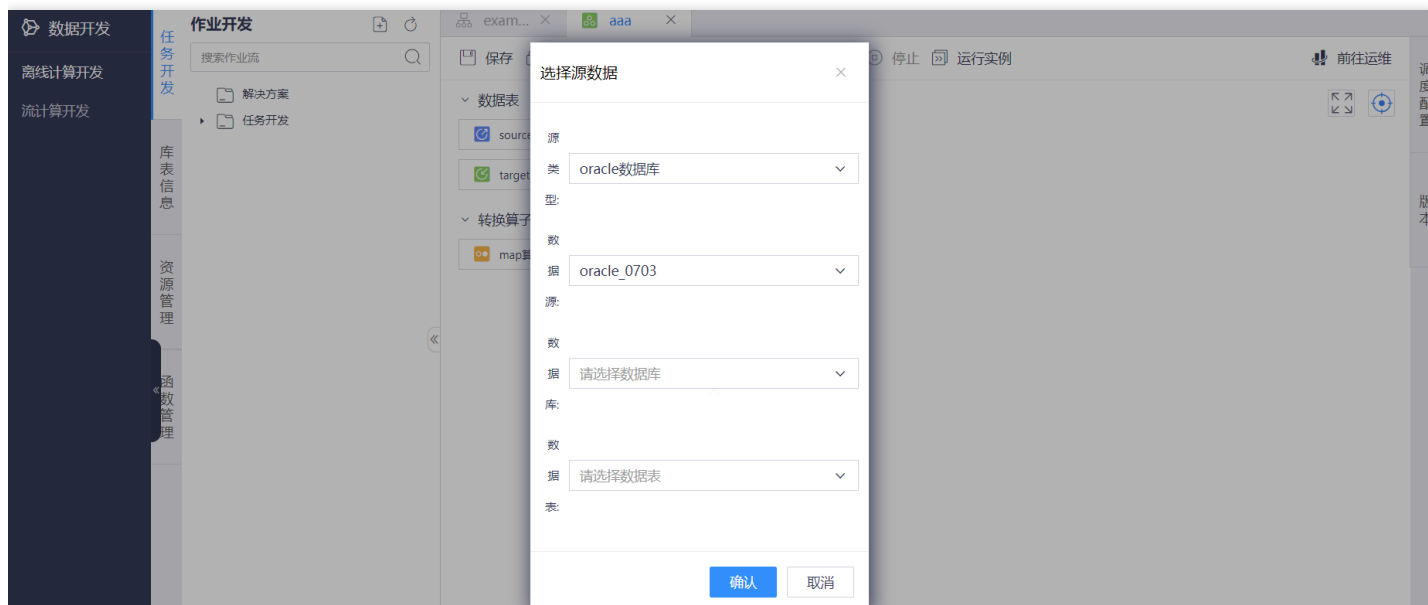 数据开发
离线计算开发
流计算开发
任务开发
库表信息
资源管理
函数管理
作业开发
搜索作业流
解决方案
任务开发
exam...
aaa
保存
停止
运行实例
前往运维
数据表
source
target
转换算子
map
调度配置
版本
选择源数据
源类型:
oracle数据库
数据源:
oracle_0703
数据库:
请选择数据库
数据表:
请选择数据表
确认
取消